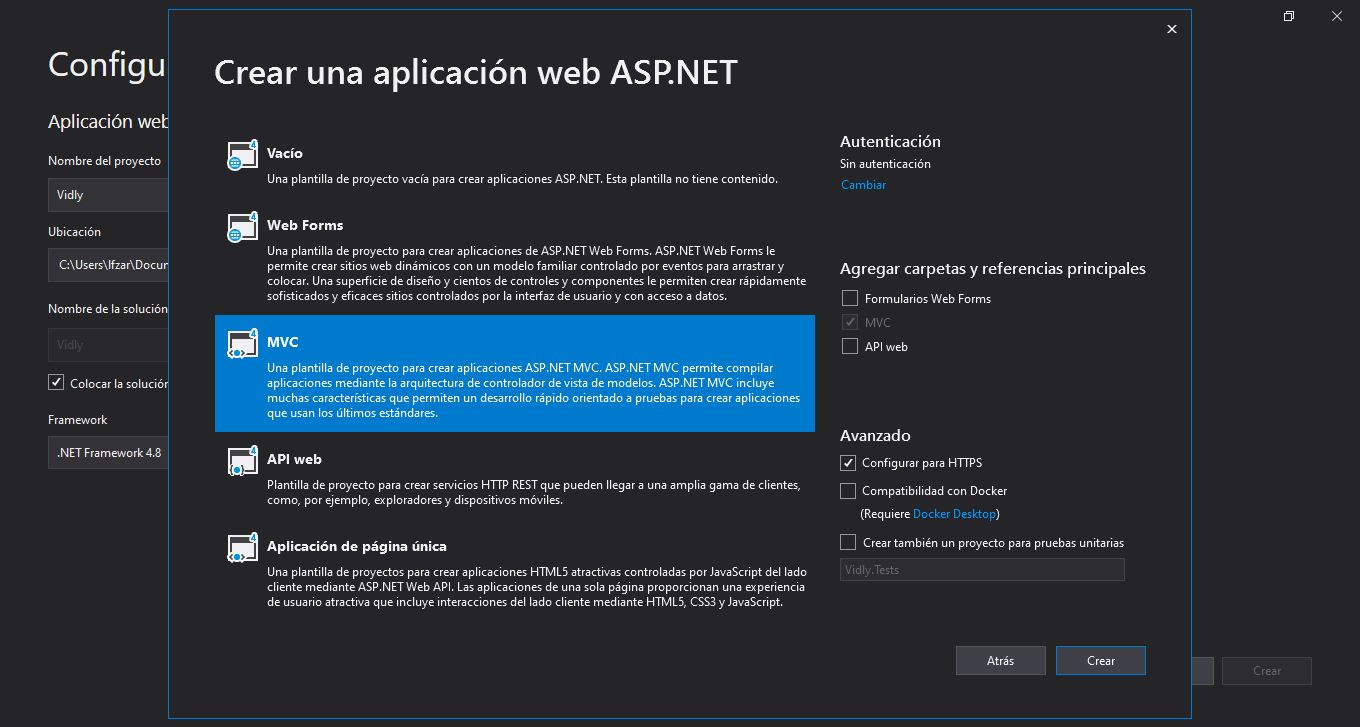 Configu
Aplicación web
Nombre del proyecto
Vidly
Ubicación
C:\Users\lfzar\Docun
Nombre de la solución
Vidly
Colocar la solución
Framework
.NET Framework 4.8
Crear una aplicación web ASP.NET
Vacío
Una plantilla de proyecto vacía para crear aplicaciones ASP.NET. Esta plantilla no tiene contenido.
Web Forms
Una plantilla de proyecto para crear aplicaciones de ASP.NET Web Forms. ASP.NET Web Forms le
permite crear sitios web dinámicos con un modelo familiar controlado por eventos para arrastrar y
colocar. Una superficie de diseño y cientos de controles y componentes le permiten crear rápidamente
sofisticados y eficaces sitios controlados por la interfaz de usuario y con acceso a datos.
MVC
Una plantilla de proyecto para crear aplicaciones ASP.NET MVC. ASP.NET MVC permite compilar
aplicaciones mediante la arquitectura de controlador de vista de modelos. ASP.NET MVC incluye
muchas características que permiten un desarrollo rápido orientado a pruebas para crear aplicaciones
que usan los últimos estándares.
API web
Plantilla de proyecto para crear servicios HTTP REST que pueden llegar a una amplia gama de clientes,
como, por ejemplo, exploradores y dispositivos móviles.
Aplicación de página única
Una plantilla de proyectos para crear aplicaciones HTML5 atractivas controladas por JavaScript del lado
cliente mediante ASP.NET Web API. Las aplicaciones de una sola página proporcionan una experiencia
de usuario atractiva que incluye interacciones del lado cliente mediante HTML5, CSS3 y JavaScript.
Autenticación
Sin autenticación
Cambiar
Agregar carpetas y referencias principales
Formularios Web Forms
MVC
API web
Avanzado
Configurar para HTTPS
Compatibilidad con Docker
(Requiere Docker Desktop)
Crear también un proyecto para pruebas unitarias
Vidly.Tests
Atrás
Crear
Crear